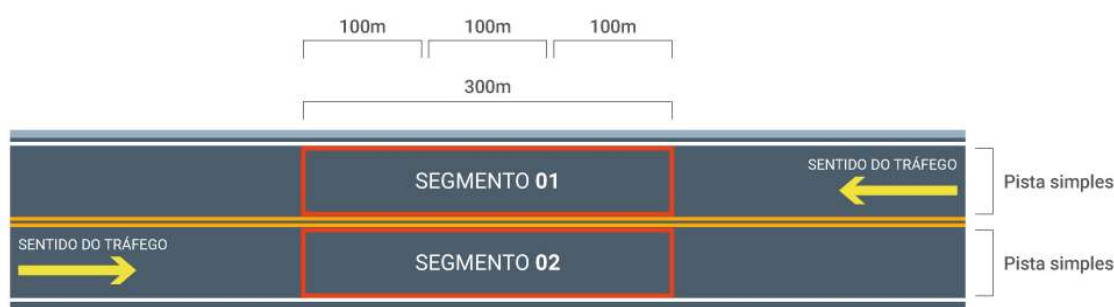 100m 100m 100m
300m
SEGMENTO 01
SENTIDO DO TRÁFEGO
Pista simples
SENTIDO DO TRÁFEGO
SEGMENTO 02
Pista simples